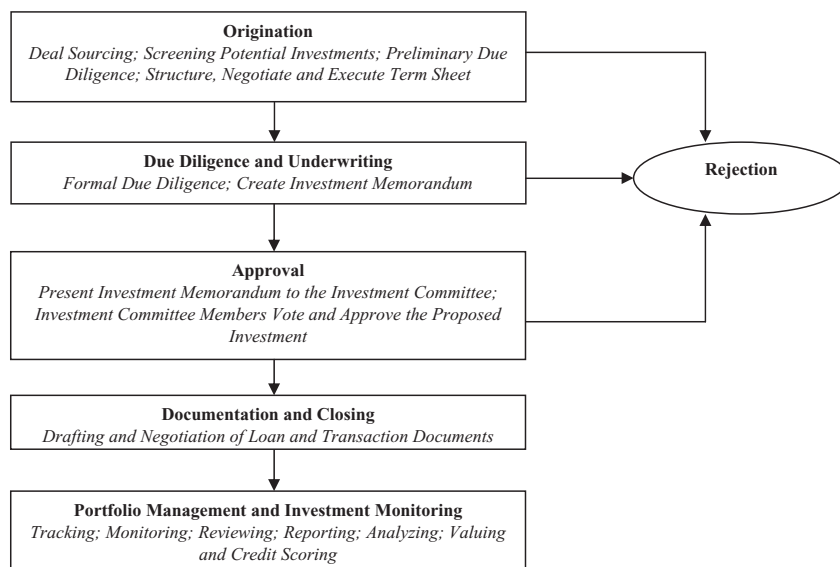 Origination
Deal Sourcing; Screening Potential Investments; Preliminary Due
Diligence; Structure, Negotiate and Execute Term Sheet
Due Diligence and Underwriting
Formal Due Diligence; Create Investment Memorandum
Rejection
Approval
Present Investment Memorandum to the Investment Committee;
Investment Committee Members Vote and Approve the Proposed
Investment
Documentation and Closing
Drafting and Negotiation of Loan and Transaction Documents
Portfolio Management and Investment Monitoring
Tracking; Monitoring; Reviewing; Reporting; Analyzing; Valuing
and Credit Scoring